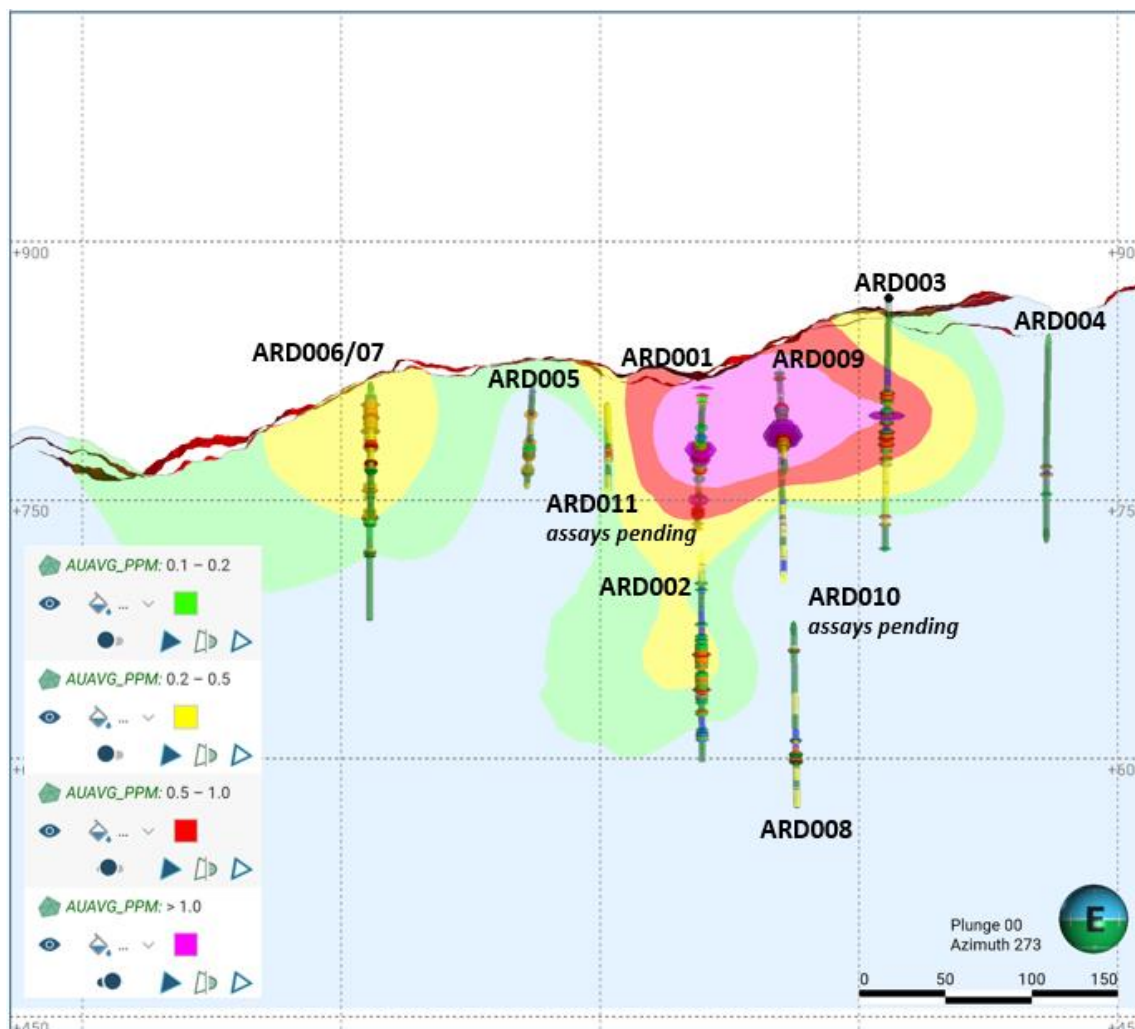 +900
+90
ARD003
ARD004
ARD006/07
ARD001
ARD009
ARD005
+750
+75
ARD011
assays pending
AUAVG_PPM: 0.1 – 0.2
...
ARD002
ARD010
assays pending
AUAVG_PPM: 0.2 – 0.5
...
+60
AUAVG_PPM: 0.5 – 1.0
...
ARD008
AUAVG_PPM: > 1.0
...
E
Plunge 00
Azimuth 273
0 50 100 150
+450
+45